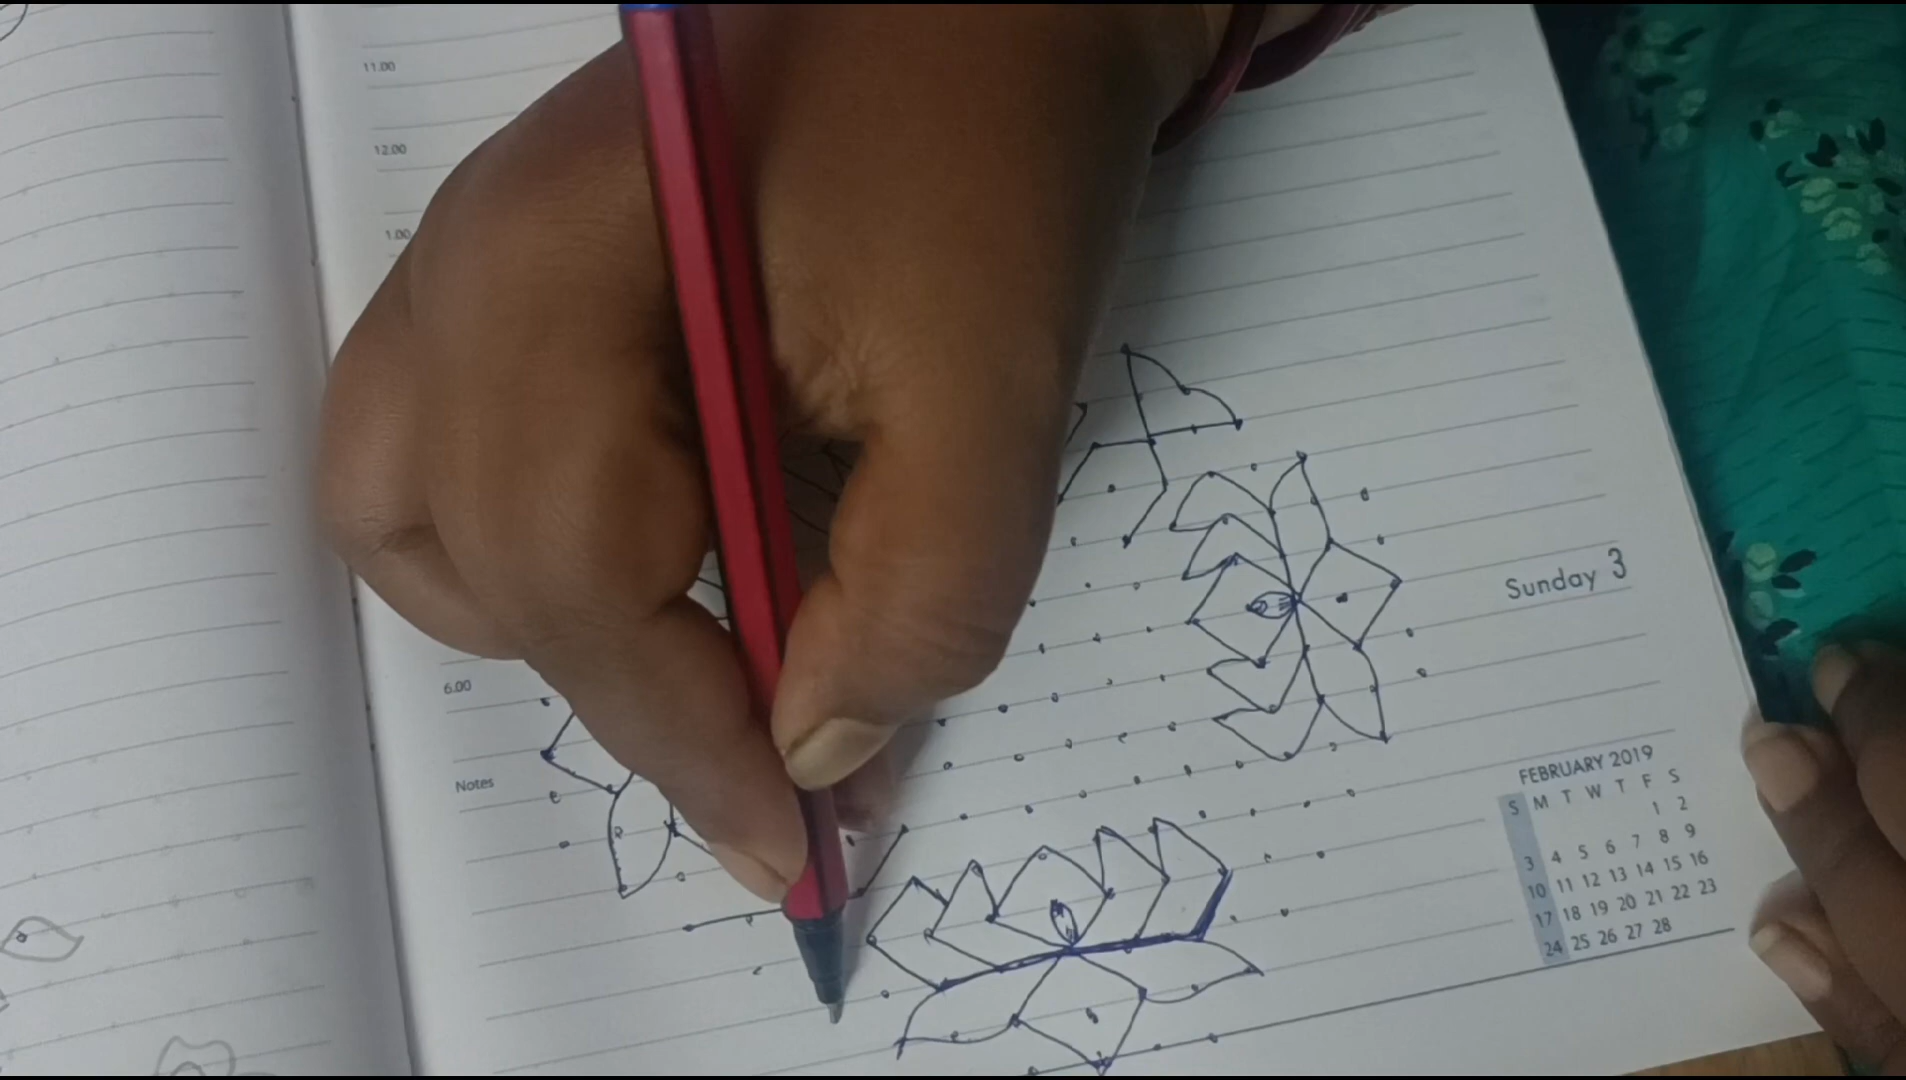 11.00
12.00
1.00
6.00
Notes
Sunday 3
FEBRUARY 2019
S M T W T F S
1 2
3 4 5 6 7 8 9
10 11 12 13 14 15 16
17 18 19 20 21 22 23
24 25 26 27 28